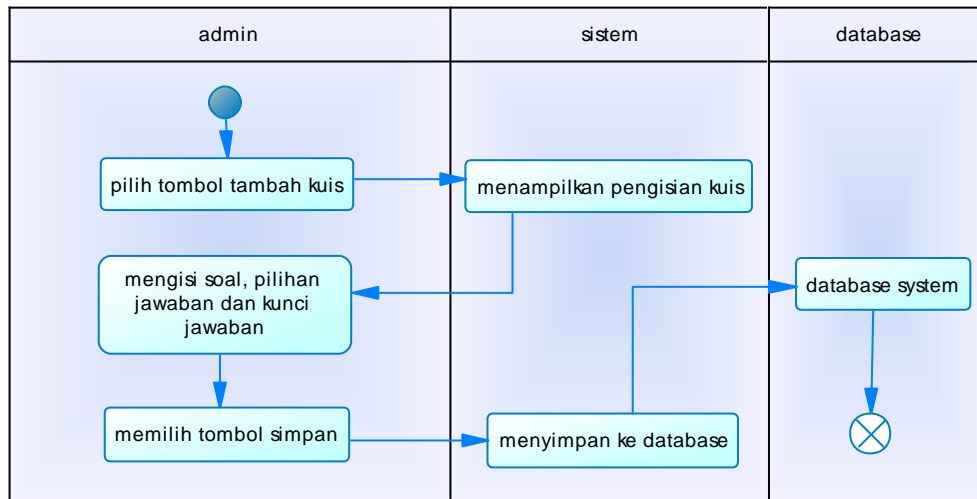 admin
sistem
database
pilih tombol tambah kuis
menampilkan pengisian kuis
mengisi soal, pilihan
jawaban dan kunci
jawaban
database system
memilih tombol simpan
menyimpan ke database